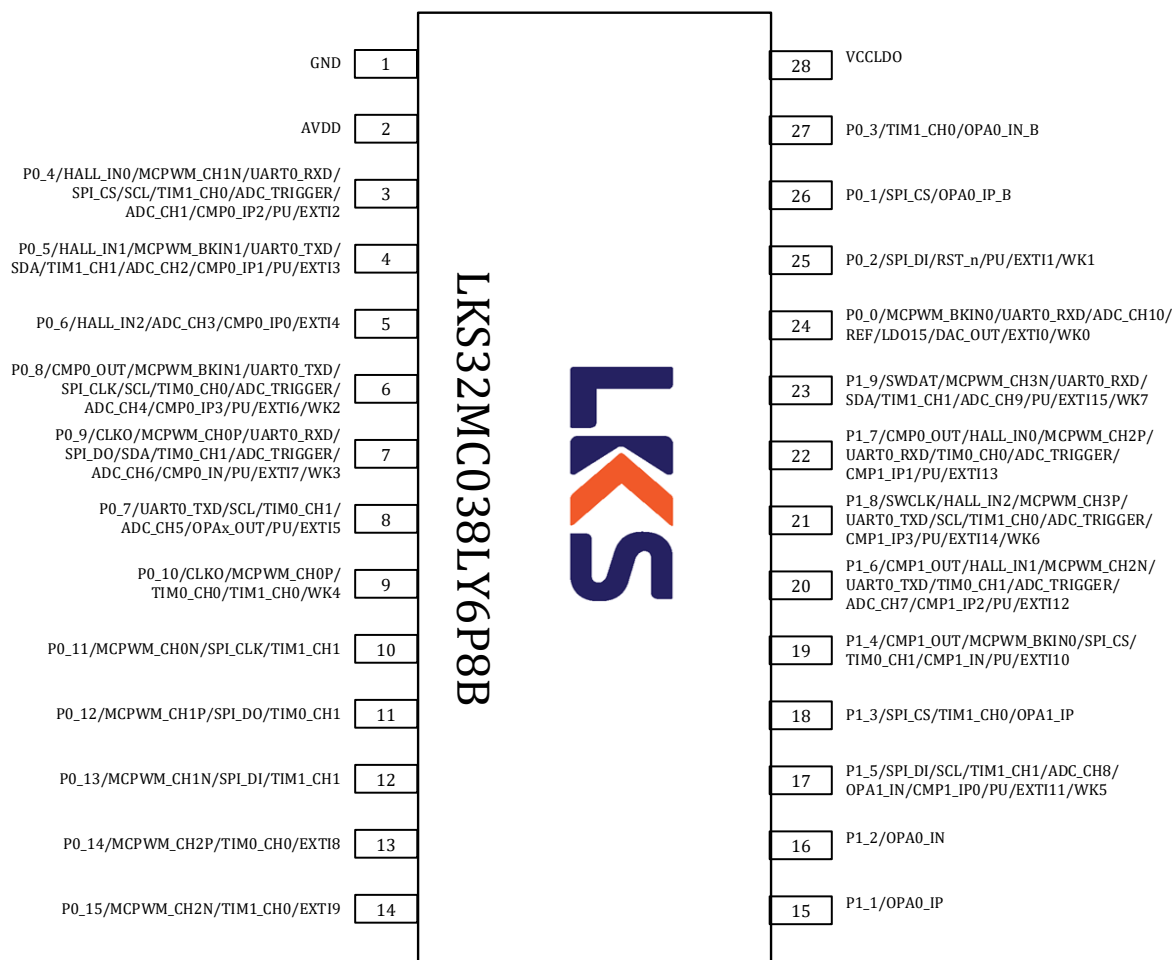 GND 1
AVDD 2
P0_4/HALL_IN0/MCPWM_CH1N/UART0_RXD/
SPI_CS/SCL/TIM1_CH0/ADC_TRIGGER/
ADC_CH1/CMP0_IP2/PU/EXTI2
3
P0_5/HALL_IN1/MCPWM_BKIN1/UART0_TXD/
SDA/TIM1_CH1/ADC_CH2/CMP0_IP1/PU/EXTI3
4
P0_6/HALL_IN2/ADC_CH3/CMP0_IP0/EXTI4 5
P0_8/CMP0_OUT/MCPWM_BKIN1/UART0_TXD/
SPI_CLK/SCL/TIM0_CH0/ADC_TRIGGER/
ADC_CH4/CMP0_IP3/PU/EXTI6/WK2
6
P0_9/CLKO/MCPWM_CH0P/UART0_RXD/
SPI_DO/SDA/TIM0_CH1/ADC_TRIGGER/
ADC_CH6/CMP0_IN/PU/EXTI7/WK3
7
P0_7/UART0_TXD/SCL/TIM0_CH1/
ADC_CH5/OPAx_OUT/PU/EXTI5
8
P0_10/CLKO/MCPWM_CH0P/
TIM0_CH0/TIM1_CH0/WK4
9
P0_11/MCPWM_CH0N/SPI_CLK/TIM1_CH1 10
P0_12/MCPWM_CH1P/SPI_DO/TIM0_CH1 11
P0_13/MCPWM_CH1N/SPI_DI/TIM1_CH1 12
P0_14/MCPWM_CH2P/TIM0_CH0/EXTI8 13
P0_15/MCPWM_CH2N/TIM1_CH0/EXTI9 14
LKS32MC038LY6P8B
LKS
28 VCCLDO
27 P0_3/TIM1_CH0/OPA0_IN_B
26 P0_1/SPI_CS/OPA0_IP_B
25 P0_2/SPI_DI/RST_n/PU/EXTI1/WK1
24
P0_0/MCPWM_BKIN0/UART0_RXD/ADC_CH10/
REF/LDO15/DAC_OUT/EXTI0/WK0
23
P1_9/SWDAT/MCPWM_CH3N/UART0_RXD/
SDA/TIM1_CH1/ADC_CH9/PU/EXTI15/WK7
22
P1_7/CMP0_OUT/HALL_IN0/MCPWM_CH2P/
UART0_RXD/TIM0_CH0/ADC_TRIGGER/
CMP1_IP1/PU/EXTI13
21
P1_8/SWCLK/HALL_IN2/MCPWM_CH3P/
UART0_TXD/SCL/TIM1_CH0/ADC_TRIGGER/
CMP1_IP3/PU/EXTI14/WK6
20
P1_6/CMP1_OUT/HALL_IN1/MCPWM_CH2N/
UART0_TXD/TIM0_CH1/ADC_TRIGGER/
ADC_CH7/CMP1_IP2/PU/EXTI12
19
P1_4/CMP1_OUT/MCPWM_BKIN0/SPI_CS/
TIM0_CH1/CMP1_IN/PU/EXTI10
18 P1_3/SPI_CS/TIM1_CH0/OPA1_IP
17
P1_5/SPI_DI/SCL/TIM1_CH1/ADC_CH8/
OPA1_IN/CMP1_IP0/PU/EXTI11/WK5
16 P1_2/OPA0_IN
15 P1_1/OPA0_IP